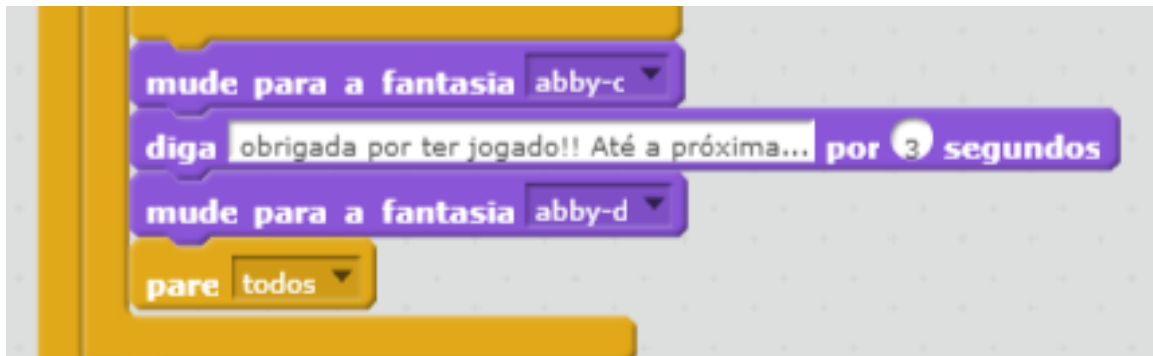 mude para a fantasia abby-c
diga obrigada por ter jogado!! Até a próxima... por 3 segundos
mude para a fantasia abby-d
pare todos